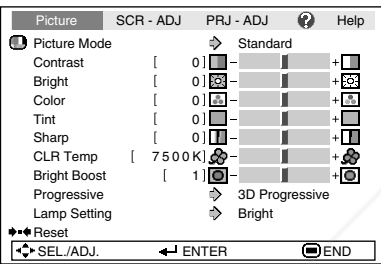 Picture SCR - ADJ PRJ - ADJ ? Help
Picture Mode Standard
Contrast [ 0 ] - +
Bright [ 0 ] - +
Color [ 0 ] - +
Tint [ 0 ] - +
Sharp [ 0 ] - +
CLR Temp [ 7500K ] - +
Bright Boost [ 1 ] - +
Progressive 3D Progressive
Lamp Setting Bright
Reset
SEL./ADJ. ENTER END